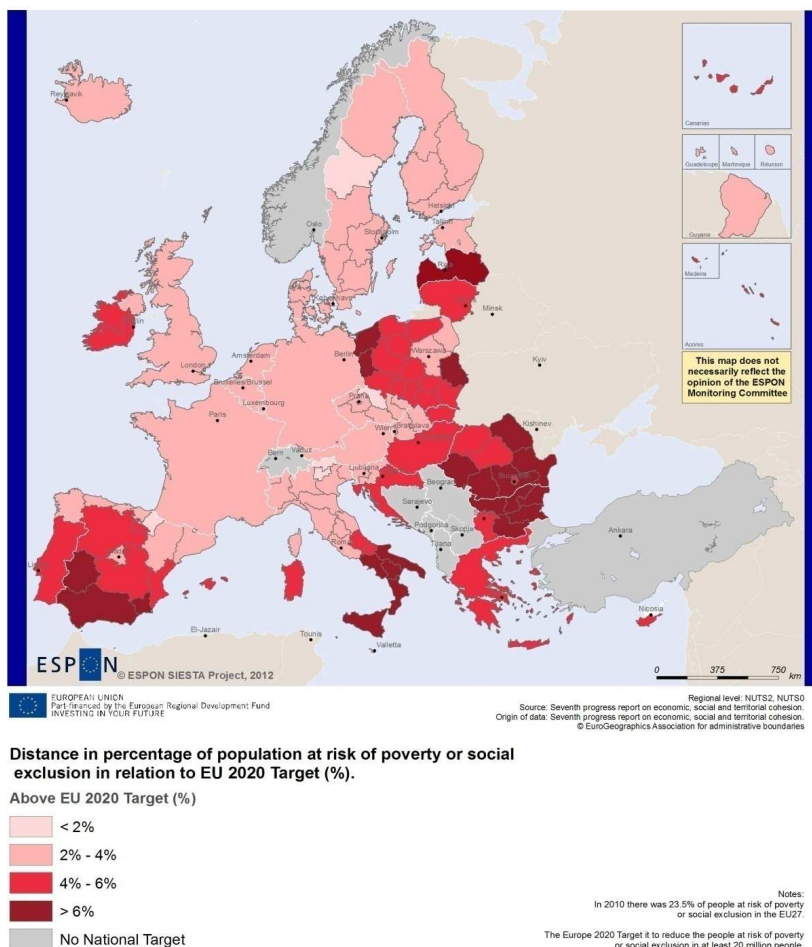 Reykjavik
Canaries
Guadeloupe
Martinique
Réunion
Guyane
Madeira
Acores
Oslo
Helsinki
Tallinn
Stockholm
København
Minsk
London
Amsterdam
Berlin
Warszawa
Kyiv
Bruxelles/Brussel
Luxembourg
Paris
Praha
Wien
Bratislava
Kishinev
Bern
Vaduz
Ljubljana
Beograd
Sarajevo
Podgorica
Skopje
Tirana
Ankara
Nicosia
El-Jazair
Tounis
Valletta
This map does not
necessarily reflect the
opinion of the ESPON
Monitoring Committee
ESPON
© ESPON SIESTA Project, 2012
0 375 750
km
EUROPEAN UNION
Part-financed by the European Regional Development Fund
INVESTING IN YOUR FUTURE
Regional level: NUTS2, NUTS0
Source: Seventh progress report on economic, social and territorial cohesion.
Origin of data: Seventh progress report on economic, social and territorial cohesion.
© EuroGeographics Association for administrative boundaries
Distance in percentage of population at risk of poverty or social
exclusion in relation to EU 2020 Target (%).
Above EU 2020 Target (%)
< 2%
2% - 4%
4% - 6%
> 6%
No National Target
Notes:
In 2010 there was 23.5% of people at risk of poverty
or social exclusion in the EU27.
The Europe 2020 Target it to reduce the people at risk of poverty
or social exclusion in at least 20 million people.